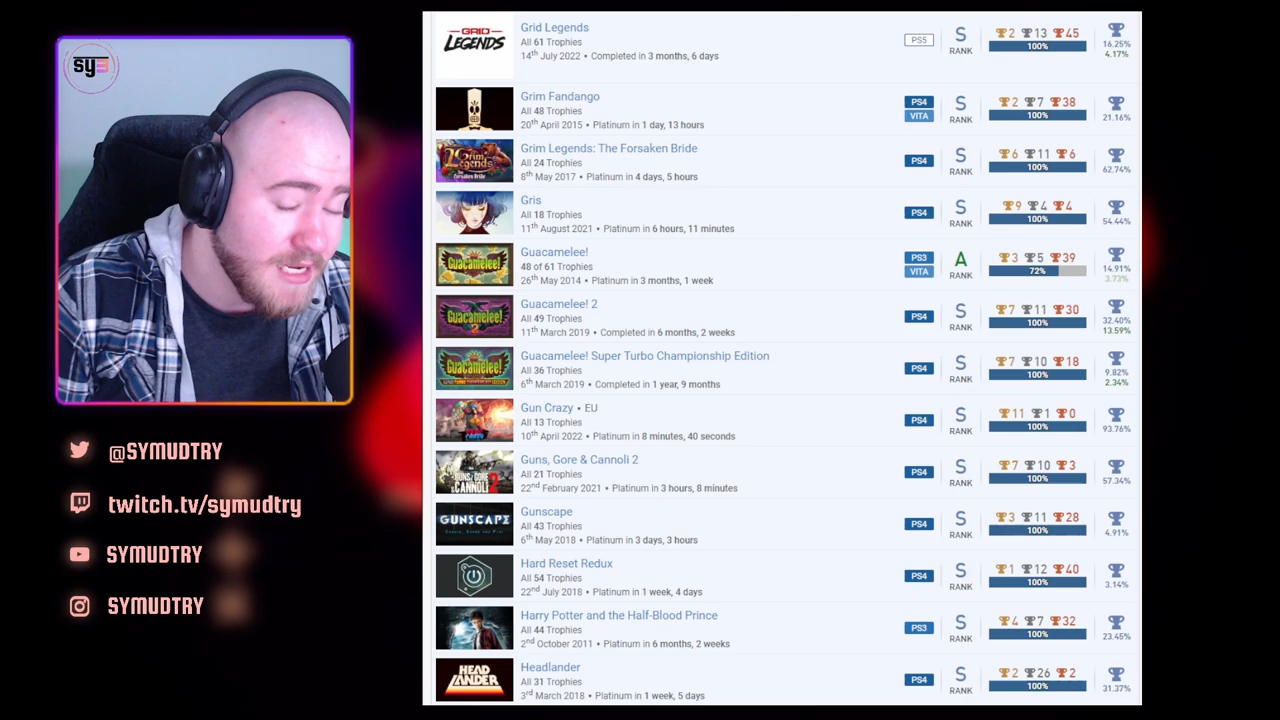 sy3
@SYMUDTRY
twitch.tv/symudtry
SYMUDTRY
SYMUDTRY
GRID
LEGENDS
Grid Legends
All 61 Trophies
14th July 2022 • Completed in 3 months, 6 days
PS5
S
RANK
2 13 45
100%
16.25%
4.17%
Grim Fandango
All 48 Trophies
20th April 2015 • Platinum in 1 day, 13 hours
PS4
VITA
S
RANK
2 7 38
100%
21.16%
Grim Legends
The Forsaken Bride
Grim Legends: The Forsaken Bride
All 24 Trophies
8th May 2017 • Platinum in 4 days, 5 hours
PS4
S
RANK
6 11 6
100%
62.74%
Gris
All 18 Trophies
11th August 2021 • Platinum in 6 hours, 11 minutes
PS4
S
RANK
9 4 4
100%
54.44%
GUACAMELEE!
Guacamelee!
48 of 61 Trophies
26th May 2014 • Platinum in 3 months, 1 week
PS3
VITA
A
RANK
3 5 39
72%
14.91%
3.73%
GUACAMELEE!
2
Guacamelee! 2
All 49 Trophies
11th March 2019 • Completed in 6 months, 2 weeks
PS4
S
RANK
7 11 30
100%
32.40%
13.59%
GUACAMELEE!
Guacamelee! Super Turbo Championship Edition
All 36 Trophies
6th March 2019 • Completed in 1 year, 9 months
PS4
S
RANK
7 10 18
100%
9.82%
2.34%
Gun Crazy • EU
All 13 Trophies
10th April 2022 • Platinum in 8 minutes, 40 seconds
PS4
S
RANK
11 1 0
100%
93.76%
GUNS, GORE
& CANNOLI 2
Guns, Gore & Cannoli 2
All 21 Trophies
22nd February 2021 • Platinum in 3 hours, 8 minutes
PS4
S
RANK
7 10 3
100%
57.34%
GUNSCAPE
Gunscape
All 43 Trophies
6th May 2018 • Platinum in 3 days, 3 hours
PS4
S
RANK
3 11 28
100%
4.91%
Hard Reset Redux
All 54 Trophies
22nd July 2018 • Platinum in 1 week, 4 days
PS4
S
RANK
1 12 40
100%
3.14%
Harry Potter and the Half-Blood Prince
All 44 Trophies
2nd October 2011 • Platinum in 6 months, 2 weeks
PS3
S
RANK
4 7 32
100%
23.45%
HEAD
LANDER
Headlander
All 31 Trophies
3rd March 2018 • Platinum in 1 week, 5 days
PS4
S
RANK
2 26 2
100%
31.37%